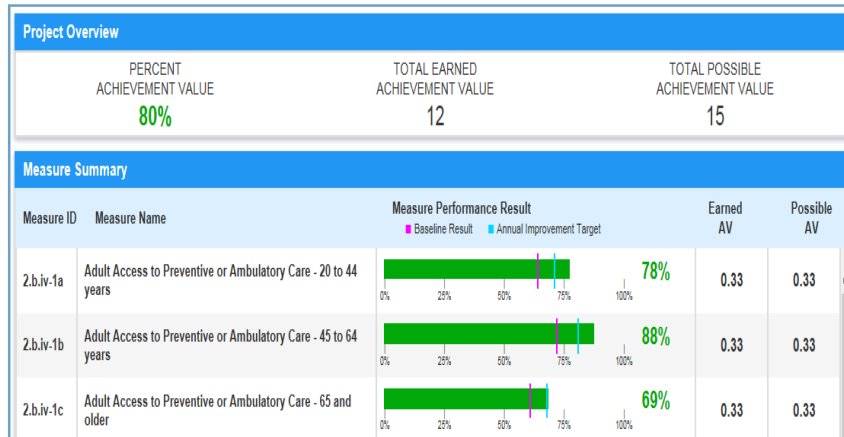 Project Overview
PERCENT
ACHIEVEMENT VALUE
80%
TOTAL EARNED
ACHIEVEMENT VALUE
12
TOTAL POSSIBLE
ACHIEVEMENT VALUE
15
Measure Summary
Measure ID
Measure Name
Measure Performance Result
Baseline Result
Annual Improvement Target
Earned
AV
Possible
AV
2.b.iv-1a
Adult Access to Preventive or Ambulatory Care - 20 to 44
years
0% 25% 50% 75% 100%
78%
0.33
0.33
2.b.iv-1b
Adult Access to Preventive or Ambulatory Care - 45 to 64
years
0% 25% 50% 75% 100%
88%
0.33
0.33
2.b.iv-1c
Adult Access to Preventive or Ambulatory Care - 65 and
older
0% 25% 50% 75% 100%
69%
0.33
0.33